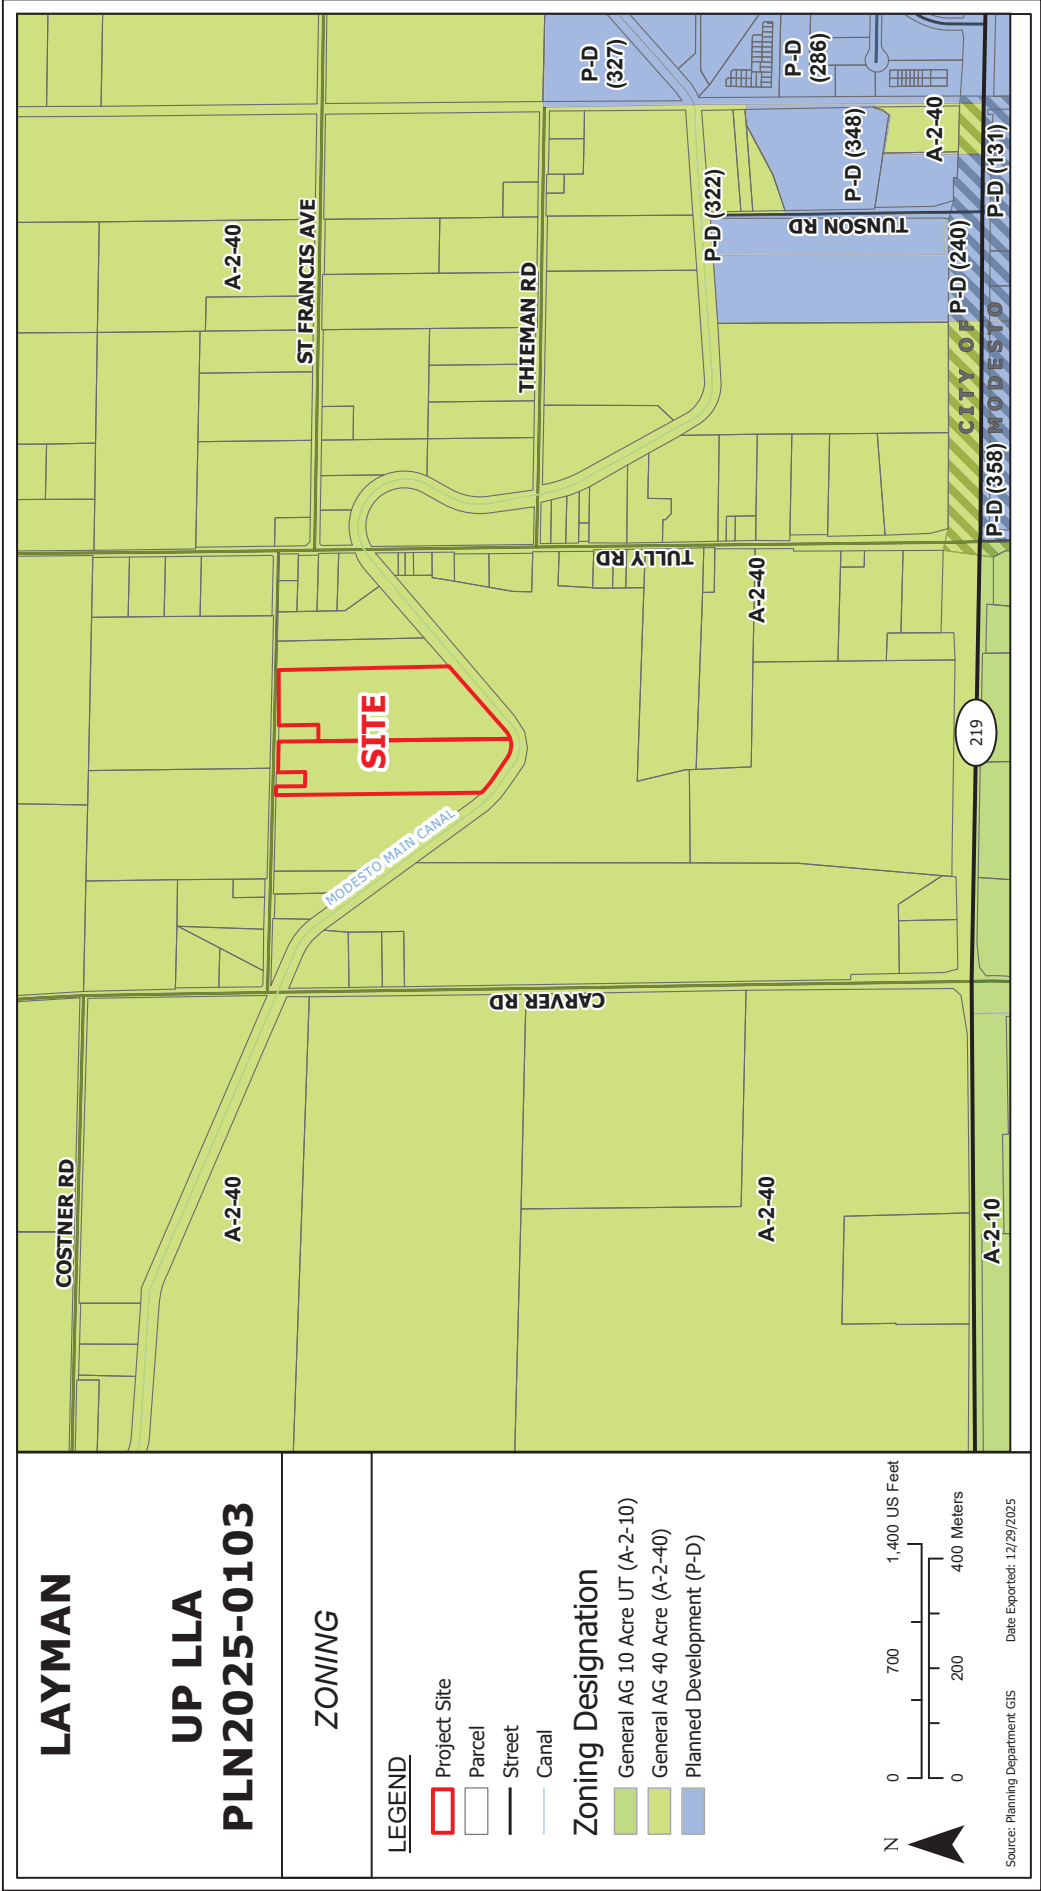 LAYMAN
UP LLA
PLN2025-0103
ZONING
LEGEND
Project Site
Parcel
Street
Canal
Zoning Designation
General AG 10 Acre UT (A-2-10)
General AG 40 Acre (A-2-40)
Planned Development (P-D)
N
0 700 1,400 US Feet
0 200 400 Meters
Source: Planning Department GIS Date Exported: 12/29/2025
COSTNER RD
A-2-40
A-2-40
A-2-10
CARVER RD
MODESTO MAIN CANAL
SITE
219
TULLY RD
A-2-40
ST FRANCIS AVE
A-2-40
THIEMAN RD
P-D (322)
TUNSON RD
P-D
(327)
P-D
(286)
P-D (348)
A-2-40
P-D (240)
P-D (131)
P-D (358)
CITY OF
MODESTO